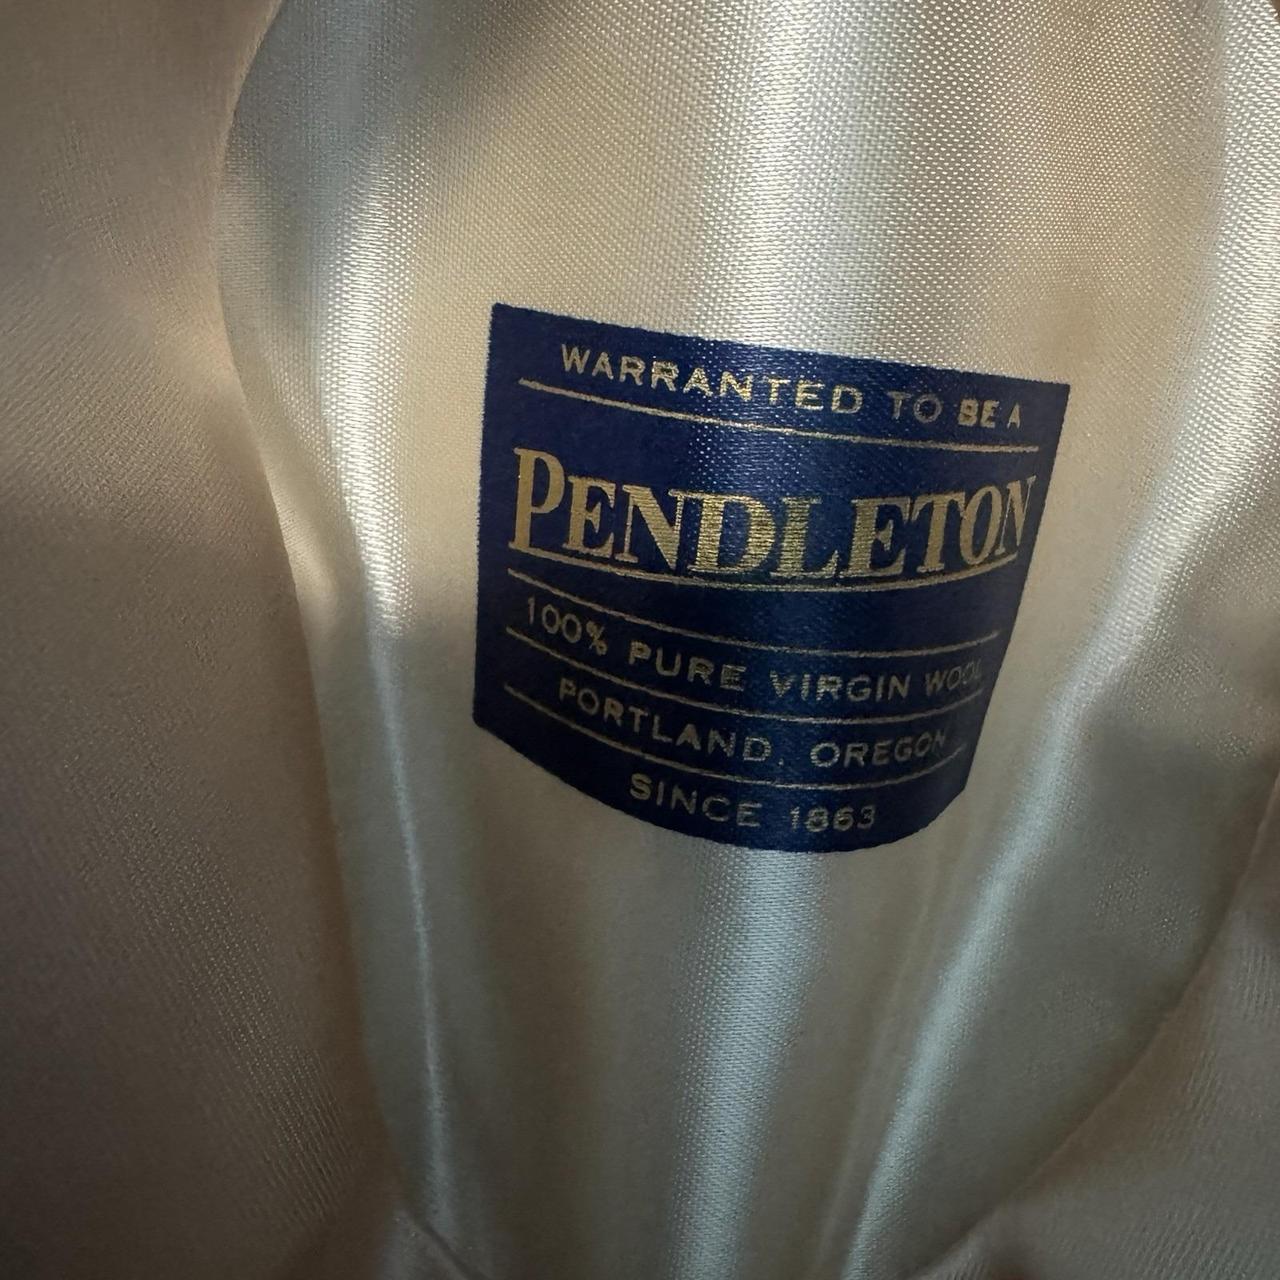 WARRANTED TO BE A
PENDLETON
100% PURE VIRGIN WOOL
PORTLAND, OREGON
SINCE 1863